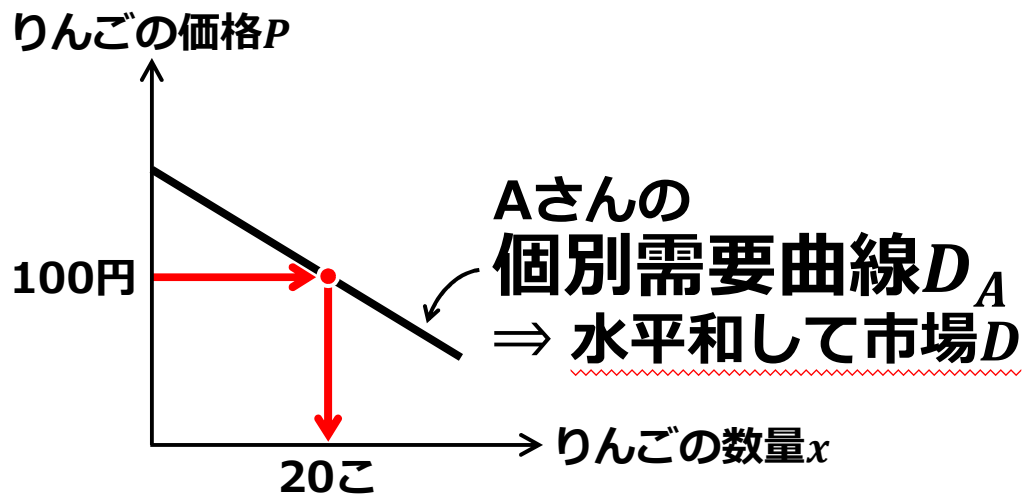 りんごの価格P
Aさんの
個別需要曲線D_A
100円
⇒ 水平和して市場D
りんごの数量x
20こ